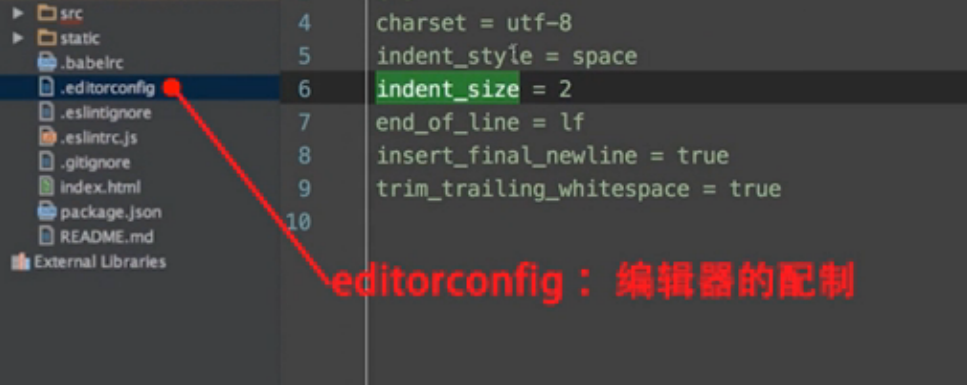 src
static
.babelrc
.editorconfig
.eslintignore
.eslintrc.js
.gitignore
index.html
package.json
README.md
External Libraries
4 charset = utf-8
5 indent_style = space
6 indent_size = 2
7 end_of_line = lf
8 insert_final_newline = true
9 trim_trailing_whitespace = true
10
editorconfig：编辑器的配制